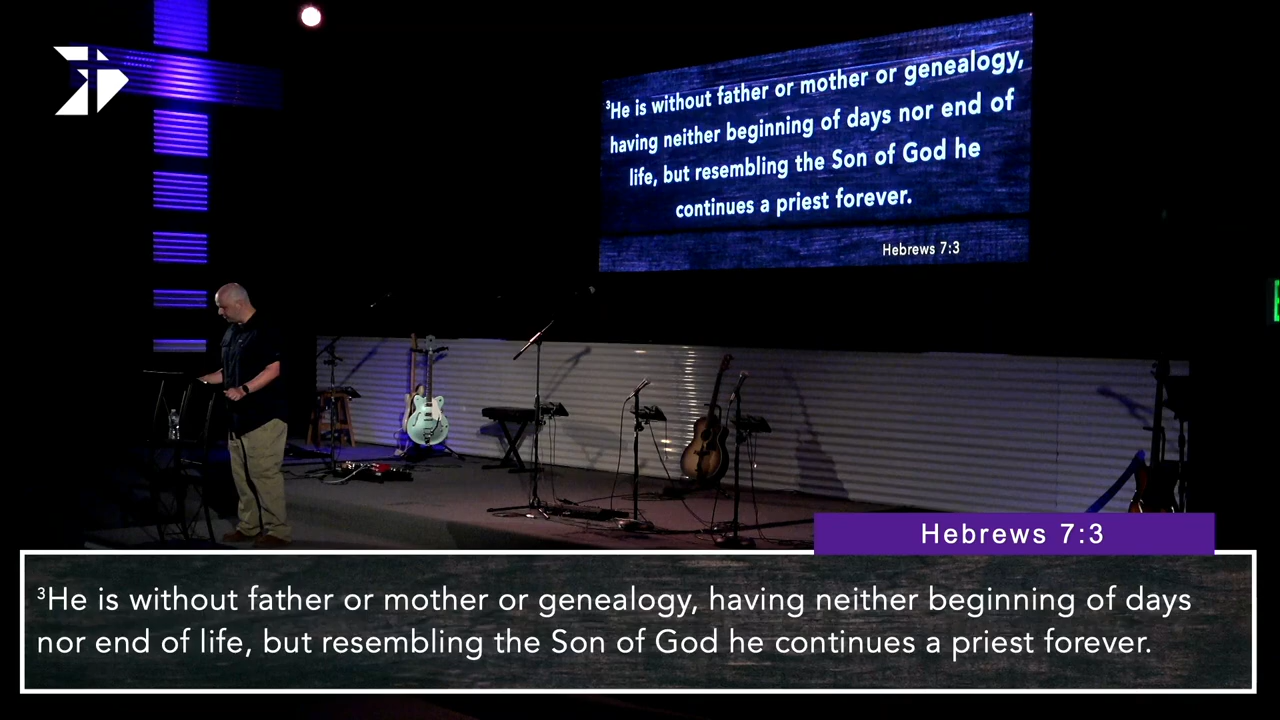 ³He is without father or mother or genealogy,
having neither beginning of days nor end of
life, but resembling the Son of God he
continues a priest forever.
Hebrews 7:3
Hebrews 7:3
³He is without father or mother or genealogy, having neither beginning of days
nor end of life, but resembling the Son of God he continues a priest forever.